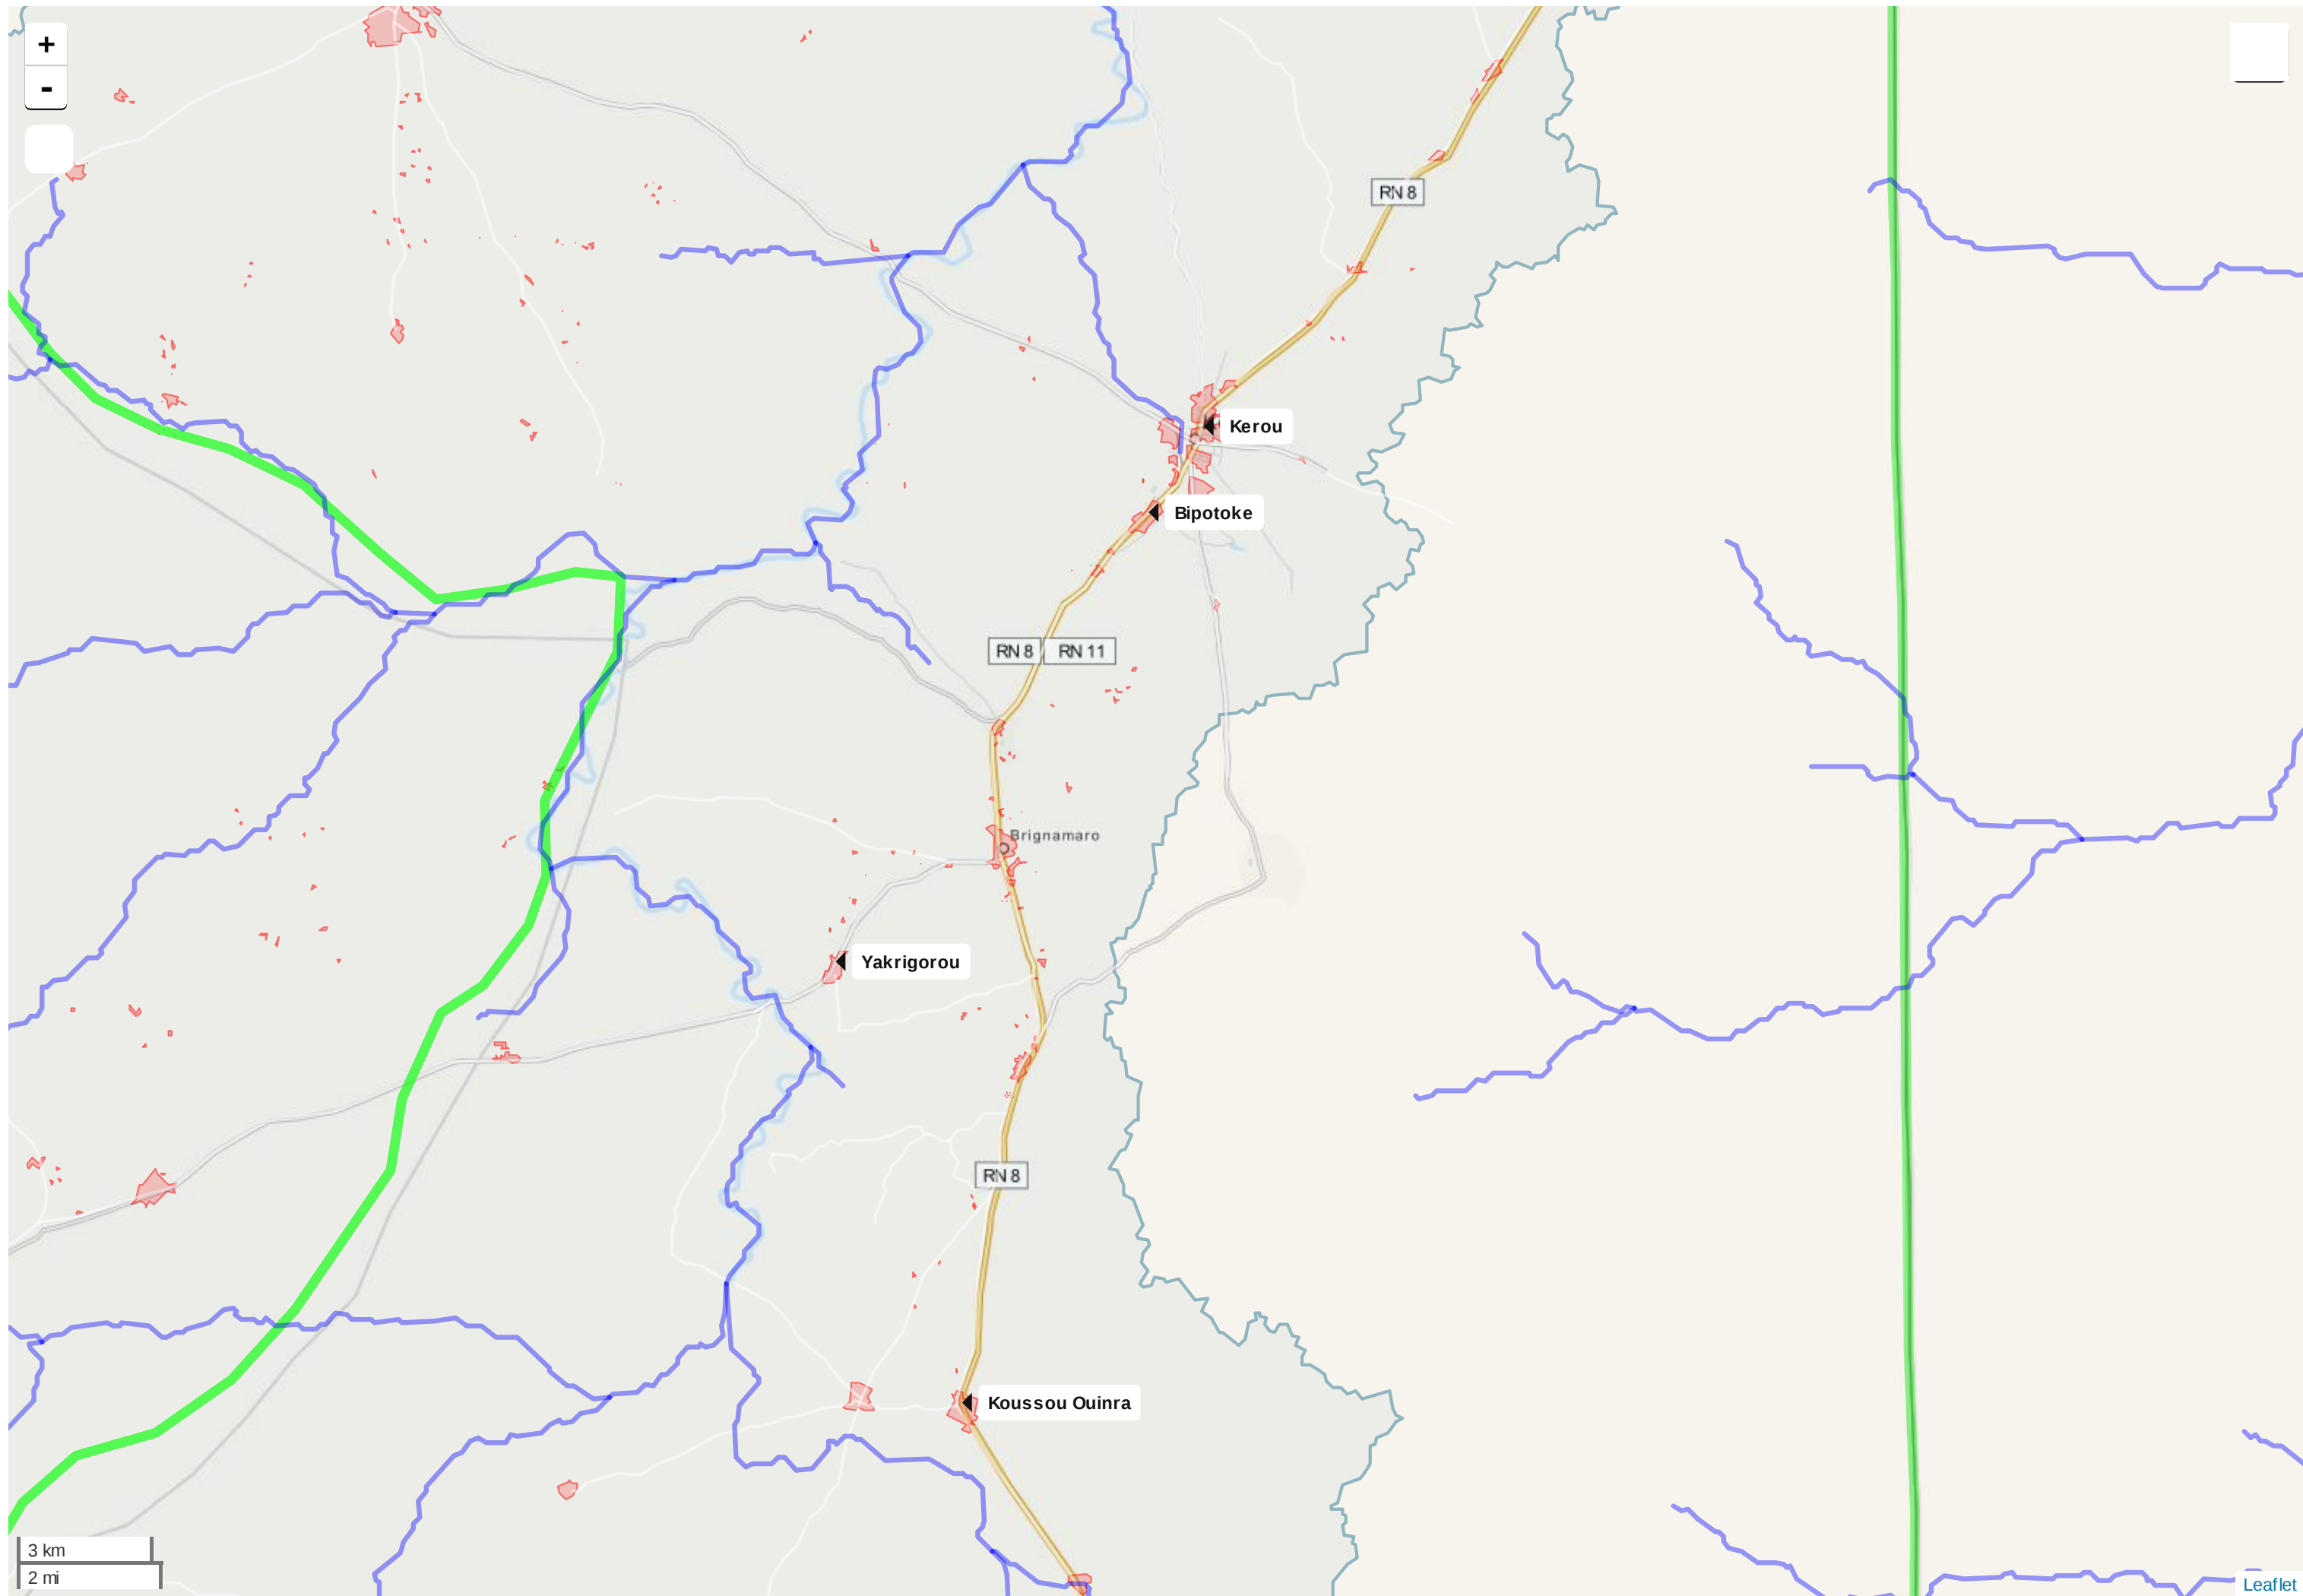 +
-
RN 8
Kerou
Bipotoke
RN 8
RN 11
Brignamaro
Yakrigorou
RN 8
Koussou Ouinra
3 km
2 mi
Leaflet